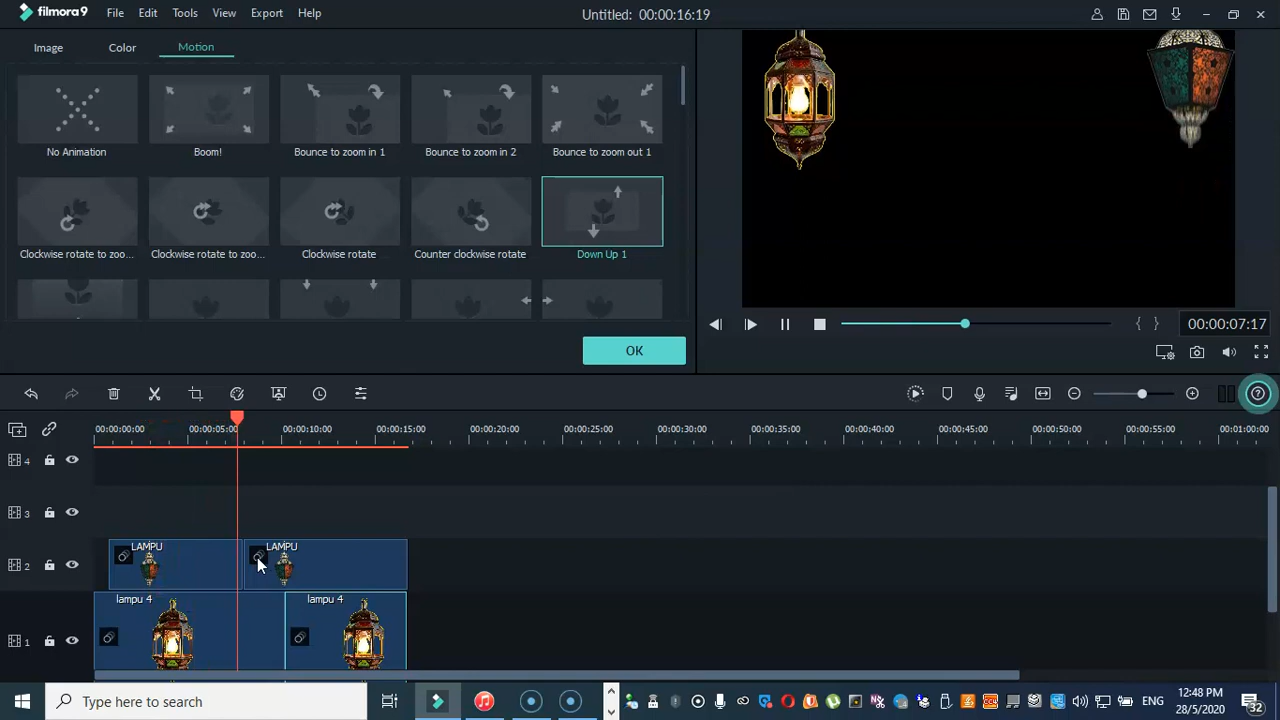 filmora9 File Edit Tools View Export Help Untitled: 00:00:16:19
Image Color Motion
No Animation Boom! Bounce to zoom in 1 Bounce to zoom in 2 Bounce to zoom out 1
Clockwise rotate to zoo... Clockwise rotate to zoo... Clockwise rotate Counter clockwise rotate Down Up 1
{ } 00:00:07:17
OK
00:00:00:00 00:00:05:00 00:00:10:00 00:00:15:00 00:00:20:00 00:00:25:00 00:00:30:00 00:00:35:00 00:00:40:00 00:00:45:00 00:00:50:00 00:00:55:00 00:01:00:00
4
3
2 LAMPU LAMPU
1 lampu 4 lampu 4
Type here to search ENG 12:48 PM
28/5/2020 32